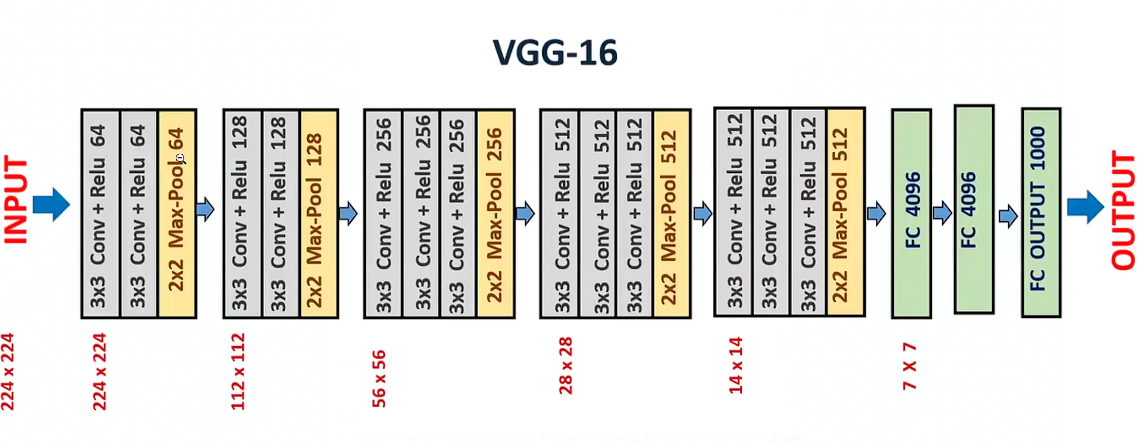 VGG-16
INPUT
3x3 Conv + Relu 64
3x3 Conv + Relu 64
2x2 Max-Pool 64
3x3 Conv + Relu 128
3x3 Conv + Relu 128
2x2 Max-Pool 128
3x3 Conv + Relu 256
3x3 Conv + Relu 256
3x3 Conv + Relu 256
2x2 Max-Pool 256
3x3 Conv + Relu 512
3x3 Conv + Relu 512
3x3 Conv + Relu 512
2x2 Max-Pool 512
3x3 Conv + Relu 512
3x3 Conv + Relu 512
3x3 Conv + Relu 512
2x2 Max-Pool 512
FC 4096
FC 4096
FC OUTPUT 1000
OUTPUT
224 x 224
224 x 224
112 x 112
56 x 56
28 x 28
14 x 14
7 X 7